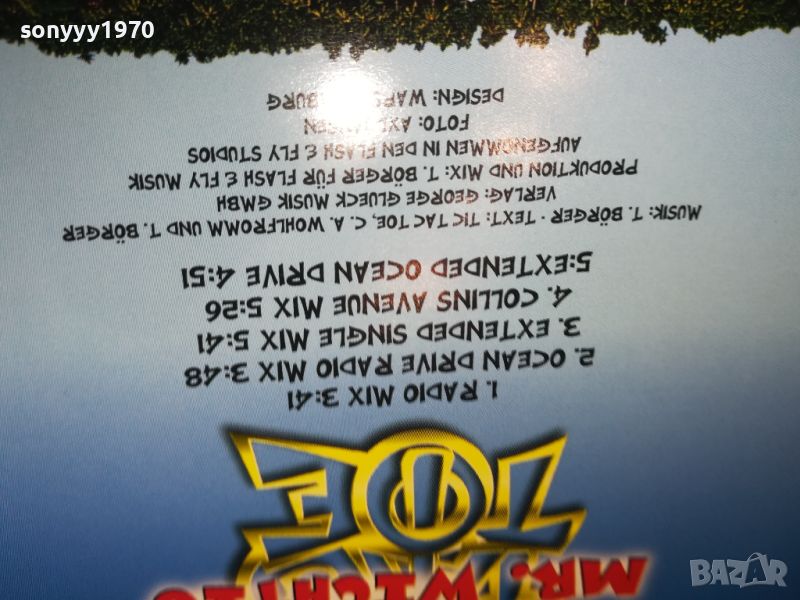 sonyyy1970
MR. WICHTIG
TOE
1. RADIO MIX 3:41
2. OCEAN DRIVE RADIO MIX 3:48
3. EXTENDED SINGLE MIX 5:41
4. COLLINS AVENUE MIX 5:26
5:EXTENDED OCEAN DRIVE 4:51
MUSIK: T. BÖRGER · TEXT: TIC TAC TOE, C. A. WOHLFROMM UND T. BÖRGER
VERLAG: GEORGE GLUECK MUSIK GMBH
PRODUKTION UND MIX: T. BÖRGER FÜR FLASH & FLY MUSIK
AUFGENOMMEN IN DEN FLASH & FLY STUDIOS
FOTO: AXL
DESIGN:
BAZAR